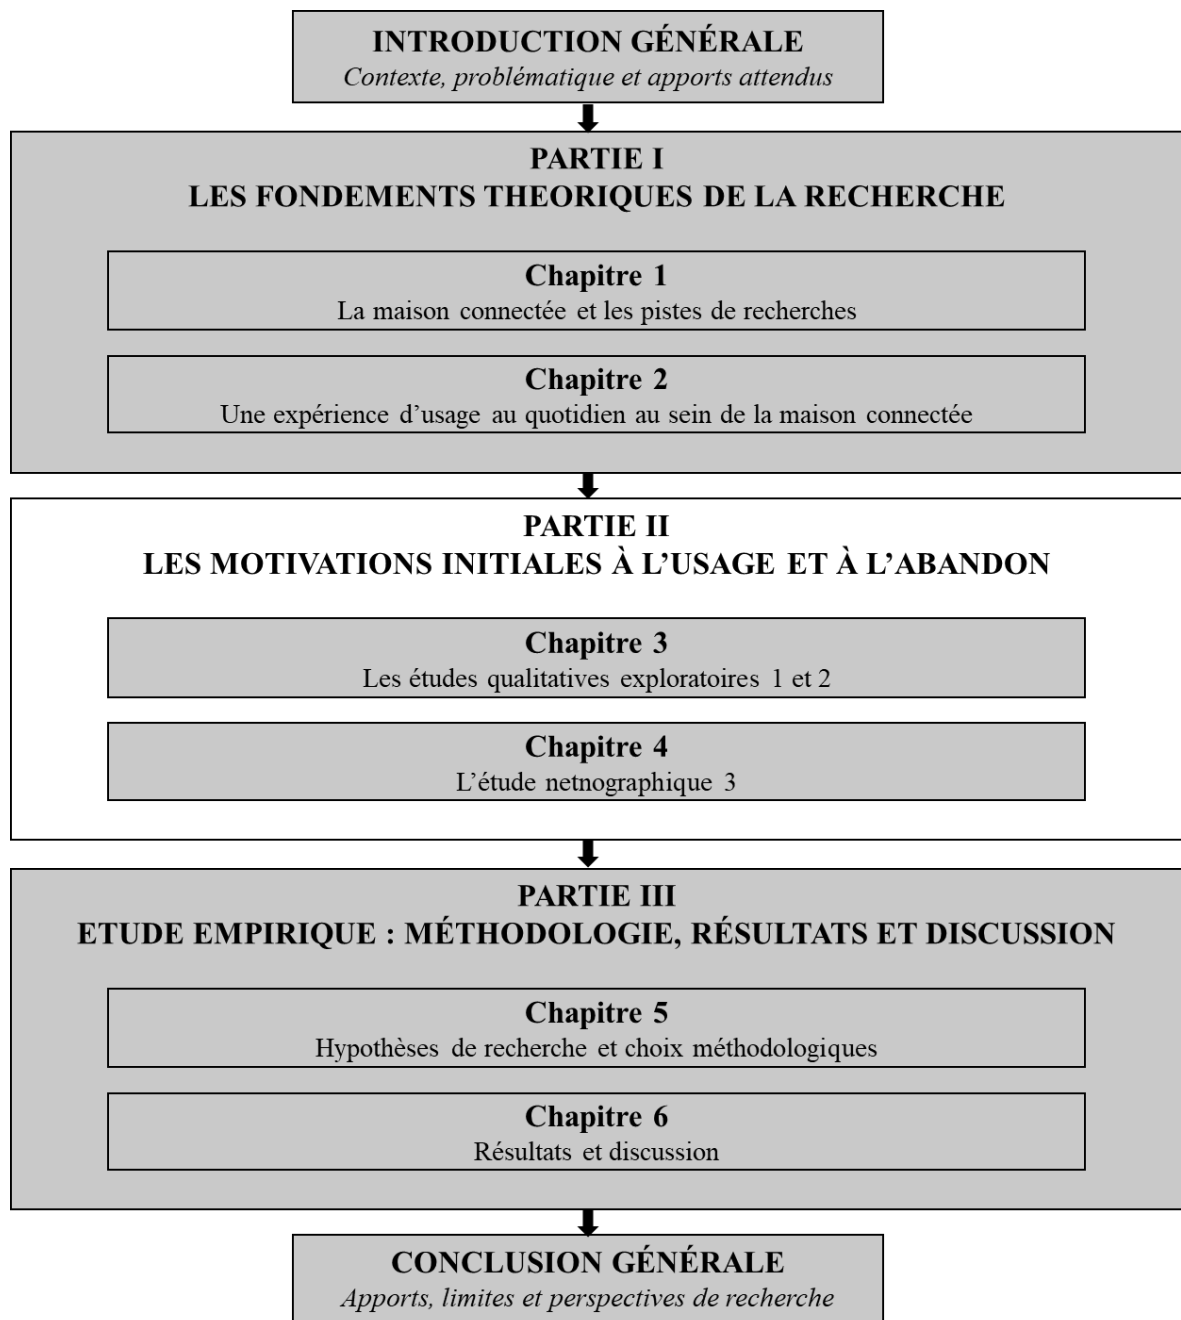 INTRODUCTION GÉNÉRALE
Contexte, problématique et apports attendus
PARTIE I
LES FONDEMENTS THEORIQUES DE LA RECHERCHE
Chapitre 1
La maison connectée et les pistes de recherches
Chapitre 2
Une expérience d’usage au quotidien au sein de la maison connectée
PARTIE II
LES MOTIVATIONS INITIALES À L’USAGE ET À L’ABANDON
Chapitre 3
Les études qualitatives exploratoires 1 et 2
Chapitre 4
L’étude netnographique 3
PARTIE III
ETUDE EMPIRIQUE : MÉTHODOLOGIE, RÉSULTATS ET DISCUSSION
Chapitre 5
Hypothèses de recherche et choix méthodologiques
Chapitre 6
Résultats et discussion
CONCLUSION GÉNÉRALE
Apports, limites et perspectives de recherche